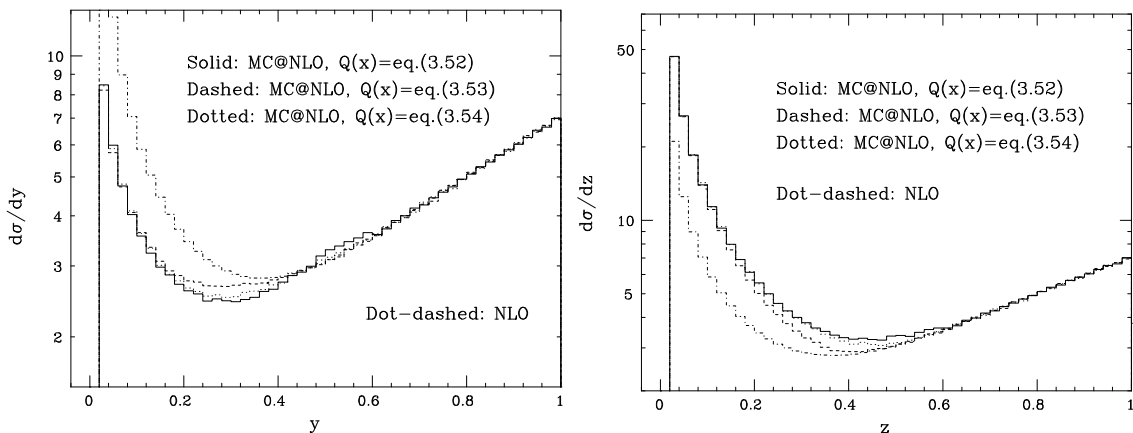 10
9
8
7
6
5
4
3
2
dσ/dy
Solid: MC@NLO, Q(x)=eq.(3.52)
Dashed: MC@NLO, Q(x)=eq.(3.53)
Dotted: MC@NLO, Q(x)=eq.(3.54)
Dot-dashed: NLO
0 0.2 0.4 0.6 0.8 1
y
50
10
5
dσ/dz
Solid: MC@NLO, Q(x)=eq.(3.52)
Dashed: MC@NLO, Q(x)=eq.(3.53)
Dotted: MC@NLO, Q(x)=eq.(3.54)
Dot-dashed: NLO
0 0.2 0.4 0.6 0.8 1
z